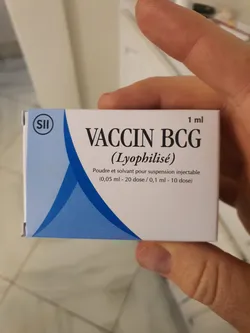 SII
1 ml
VACCIN BCG
(Lyophilisé)
Poudre et solvant pour suspension injectable
(0,05 ml - 20 dose / 0,1 ml - 10 dose)